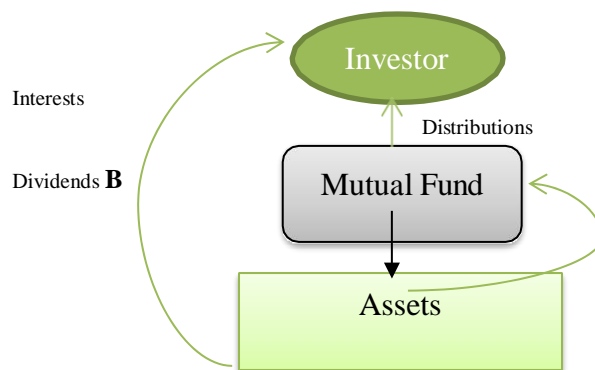 Investor
Interests
Distributions
Dividends B
Mutual Fund
Assets